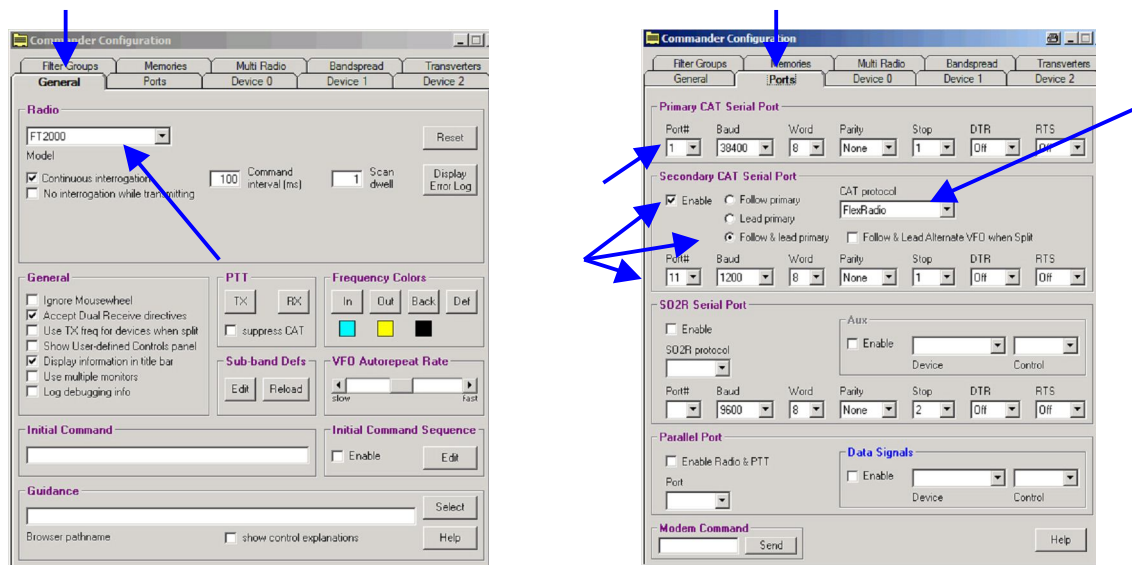 Commander Configuration
Filter Groups Memories Multi Radio Bandspread Transverters
General Ports Device 0 Device 1 Device 2
Radio
FT2000
Reset
Model
Continuous interrogation
100 Command interval (ms)
1 Scan dwell
Display Error Log
No interrogation while transmitting
General
Ignore Mousewheel
Accept Dual Receive directives
Use TX freq for devices when split
Show User-defined Controls panel
Display information in title bar
Use multiple monitors
Log debugging info
PTT
TX RX
suppress CAT
Frequency Colors
In Out Back Def
Sub-band Defs
Edit Reload
VFO Autorepeat Rate
slow fast
Initial Command
Initial Command Sequence
Enable Edit
Guidance
Select
Browser pathname
show control explanations
Help
Commander Configuration
Filter Groups Memories Multi Radio Bandspread Transverters
General Ports Device 0 Device 1 Device 2
Primary CAT Serial Port
Port# Baud Word Parity Stop DTR RTS
1 38400 8 None 1 Off Off
Secondary CAT Serial Port
Enable
Follow primary
Lead primary
Follow & lead primary
CAT protocol
FlexRadio
Follow & Lead Alternate VFO when Split
Port# Baud Word Parity Stop DTR RTS
11 1200 8 None 1 Off Off
SO2R Serial Port
Enable
SO2R protocol
Aux
Enable
Device Control
Port# Baud Word Parity Stop DTR RTS
9600 8 None 2 Off Off
Parallel Port
Enable Radio & PTT
Port
Data Signals
Enable
Device Control
Modem Command
Send
Help